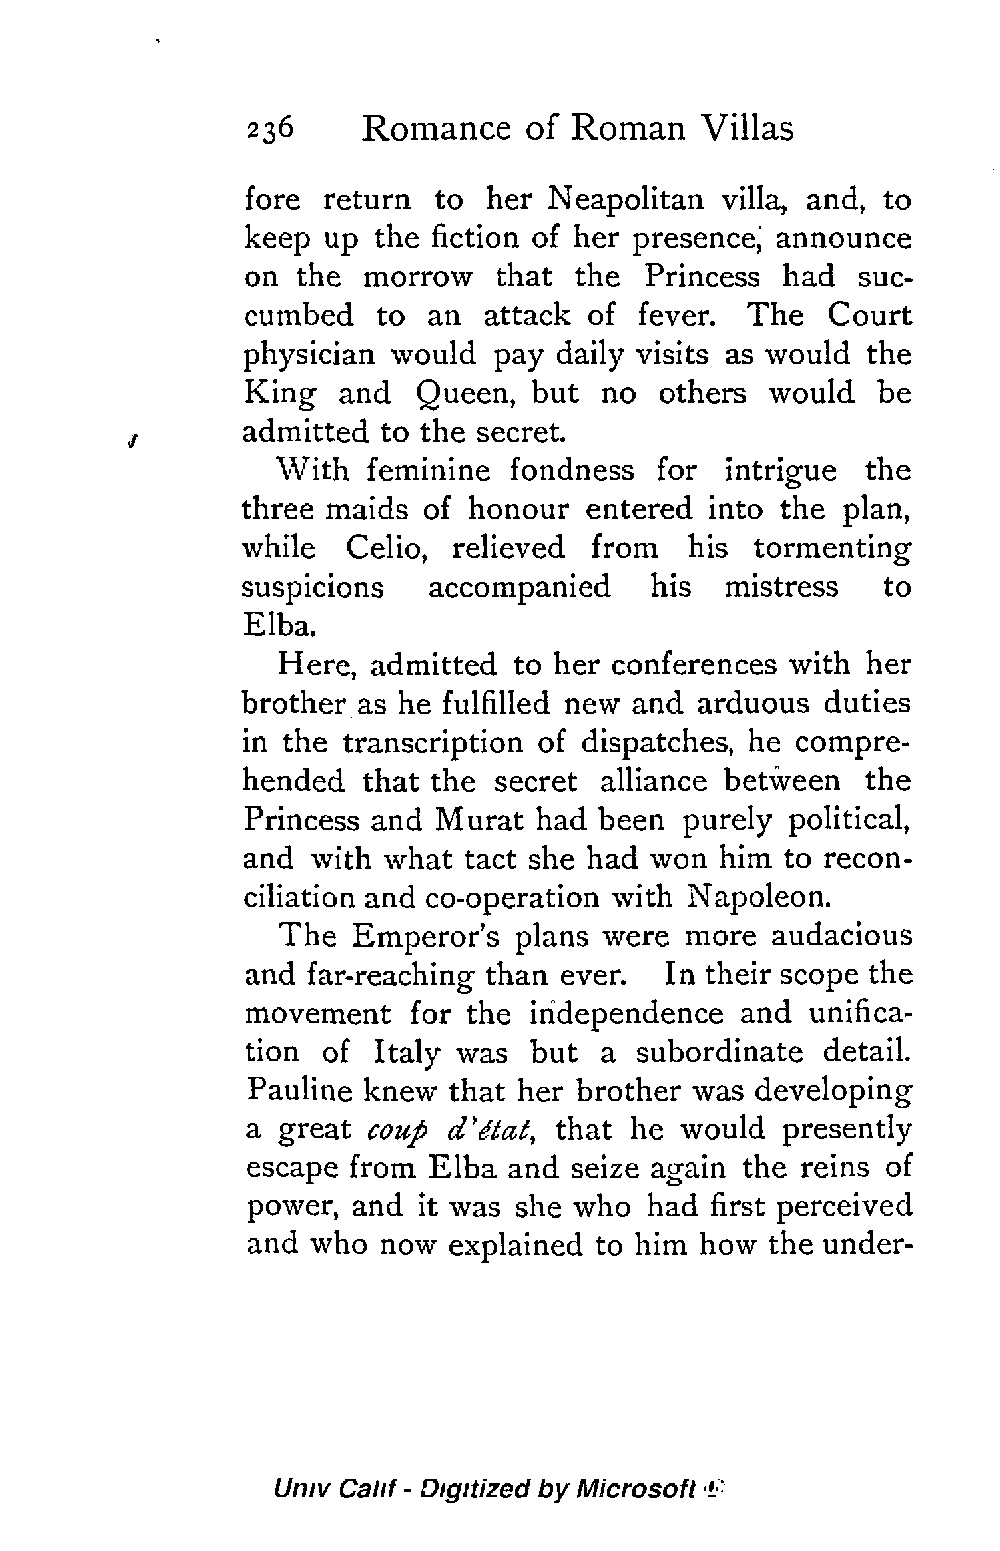 236 Romance of Roman Villas
fore return to her Neapolitan villa, and, to
keep up the fiction of her presence, announce
on the morrow that the Princess had suc-
cumbed to an attack of fever. The Court
physician would pay daily visits as would the
King and Queen, but no others would be
admitted to the secret.
With feminine fondness for intrigue the
three maids of honour entered into the plan,
while Celio, relieved from his tormenting
suspicions accompanied his mistress to
Elba.
Here, admitted to her conferences with her
brother as he fulfilled new and arduous duties
in the transcription of dispatches, he compre-
hended that the secret alliance between the
Princess and Murat had been purely political,
and with what tact she had won him to recon-
ciliation and co-operation with Napoleon.
The Emperor's plans were more audacious
and far-reaching than ever. In their scope the
movement for the independence and unifica-
tion of Italy was but a subordinate detail.
Pauline knew that her brother was developing
a great coup d'état, that he would presently
escape from Elba and seize again the reins of
power, and it was she who had first perceived
and who now explained to him how the under-
Univ Calif - Digitized by Microsoft ®